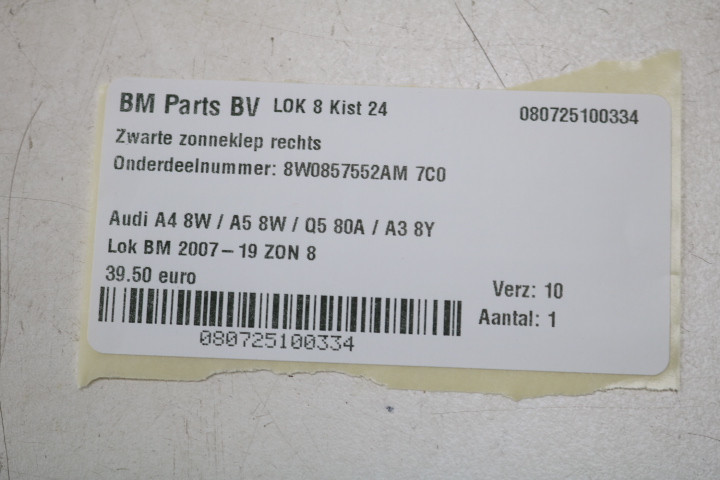 BM Parts BV LOK 8 Kist 24 080725100334
Zwarte zonneklep rechts
Onderdeelnummer: 8W0857552AM 7C0
Audi A4 8W / A5 8W / Q5 80A / A3 8Y
Lok BM 2007-19 ZON 8
39.50 euro
Verz: 10
Aantal: 1
080725100334